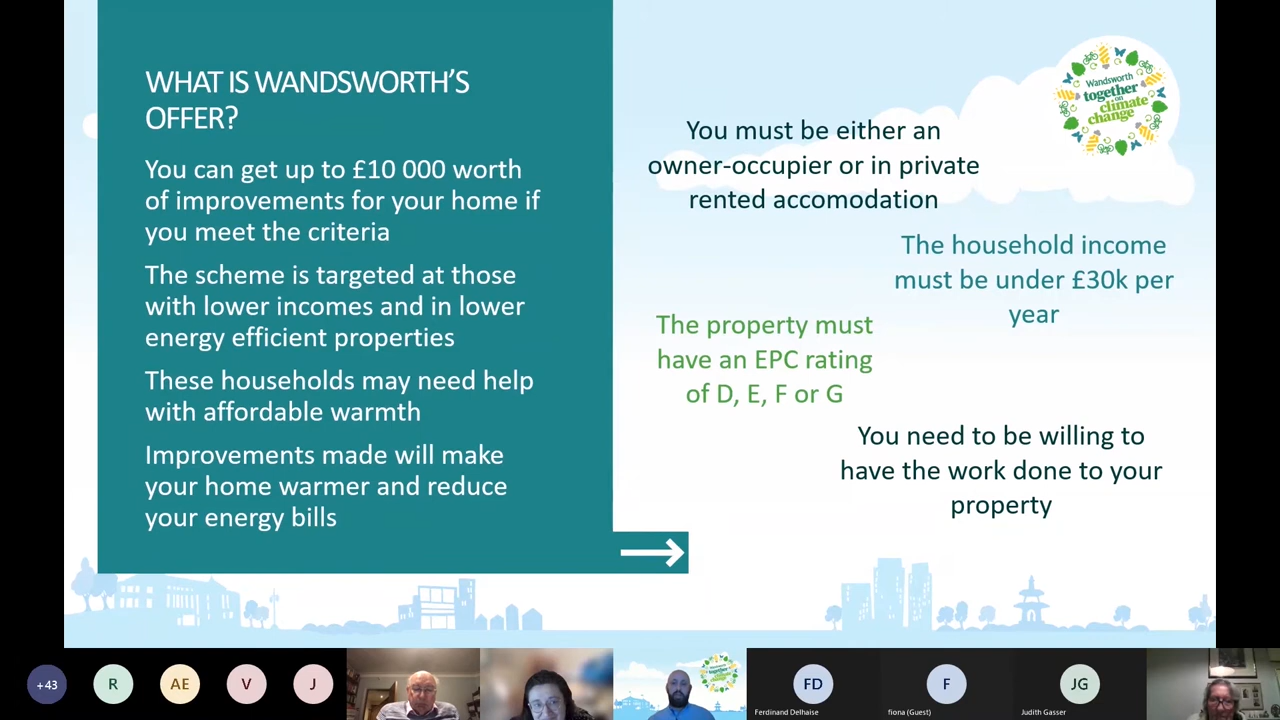 WHAT IS WANDSWORTH'S
OFFER?
You can get up to £10 000 worth
of improvements for your home if
you meet the criteria
The scheme is targeted at those
with lower incomes and in lower
energy efficient properties
These households may need help
with affordable warmth
Improvements made will make
your home warmer and reduce
your energy bills
Wandsworth
together
on
climate
change
You must be either an
owner-occupier or in private
rented accomodation
The household income
must be under £30k per
year
The property must
have an EPC rating
of D, E, F or G
You need to be willing to
have the work done to your
property
+43
R
AE
V
J
FD
Ferdinand Delhaise
F
fiona (Guest)
JG
Judith Gasser